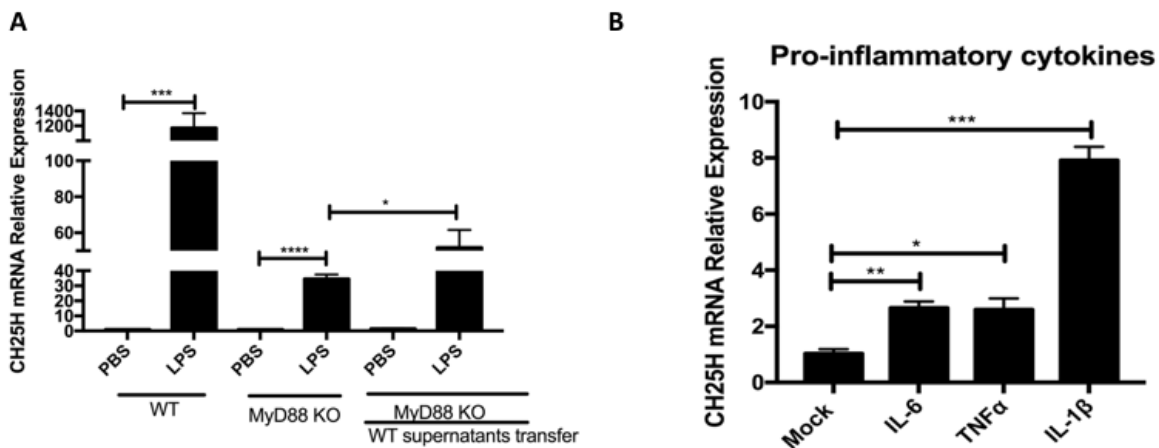 A
CH25H mRNA Relative Expression
1400
1200
100
80
60
40
30
20
10
0
***
****
*
PBS
LPS
PBS
LPS
PBS
LPS
WT
MyD88 KO
MyD88 KO
WT supernatants transfer
B
Pro-inflammatory cytokines
CH25H mRNA Relative Expression
10
8
6
4
2
0
***
*
**
Mock
IL-6
TNFα
IL-1β